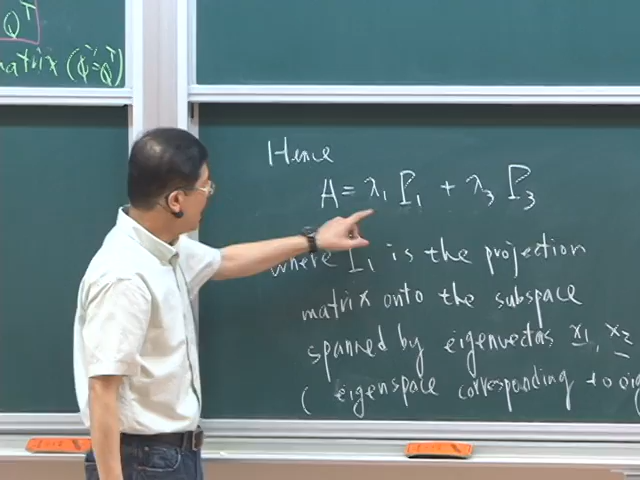 Q^T
matrix (Q^{-1}=Q^T)
Hence
A = λ₁ P₁ + λ₃ P₃
where P₁ is the projection
matrix onto the subspace
spanned by eigenvectors x₁, x₂
( eigenspace corresponding to